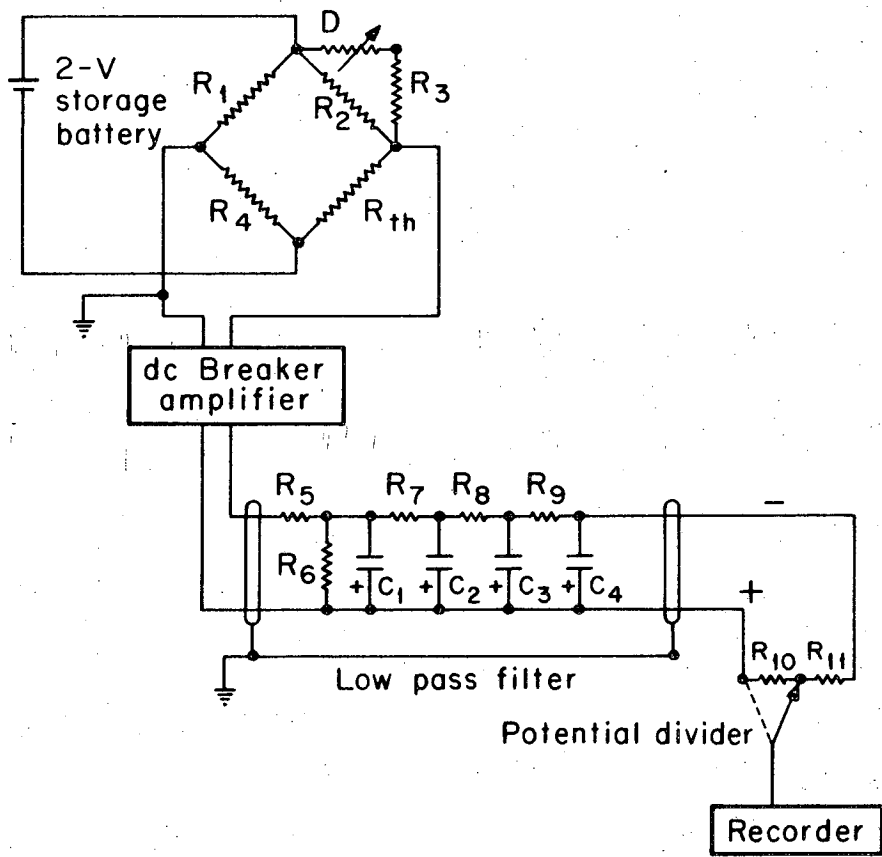 D
2-V
storage
battery
R1
R2
R3
R4
Rth
dc Breaker
amplifier
R5
R7
R8
R9
−
R6
+ C1
+ C2
+ C3
+ C4
+
R10
R11
Low pass filter
Potential divider
Recorder